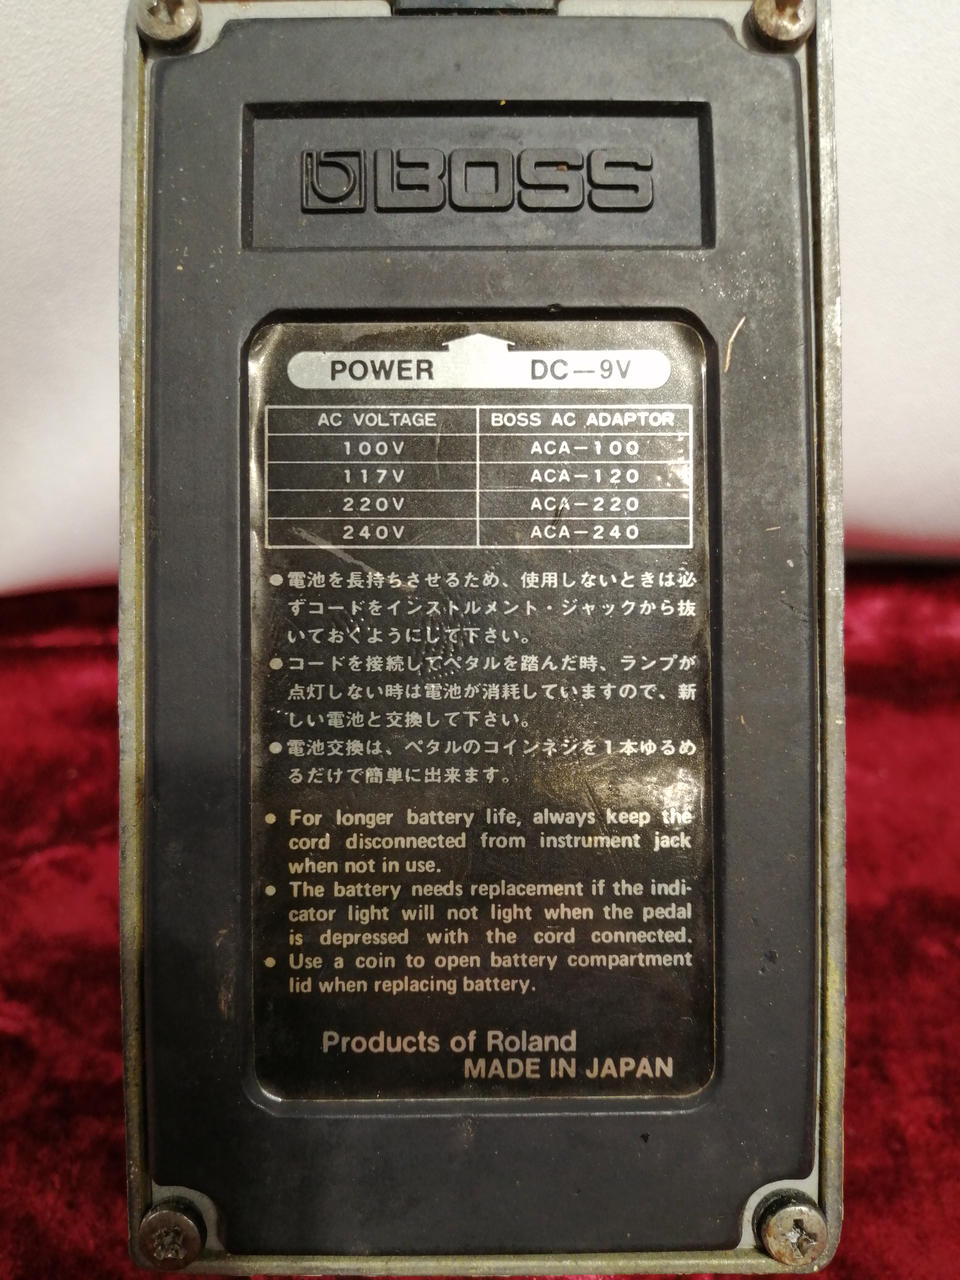 BOSS
POWER DC—9V
AC VOLTAGE BOSS AC ADAPTOR
100V ACA—100
117V ACA—120
220V ACA—220
240V ACA—240
●電池を長持ちさせるため、使用しないときは必
ずコードをインストルメント・ジャックから抜
いておくようにして下さい。
●コードを接続してペタルを踏んだ時、ランプが
点灯しない時は電池が消耗していますので、新
しい電池と交換して下さい。
●電池交換は、ペタルのコインネジを1本ゆるめ
るだけで簡単に出来ます。
● For longer battery life, always keep the
cord disconnected from instrument jack
when not in use.
● The battery needs replacement if the indi-
cator light will not light when the pedal
is depressed with the cord connected.
● Use a coin to open battery compartment
lid when replacing battery.
Products of Roland
MADE IN JAPAN